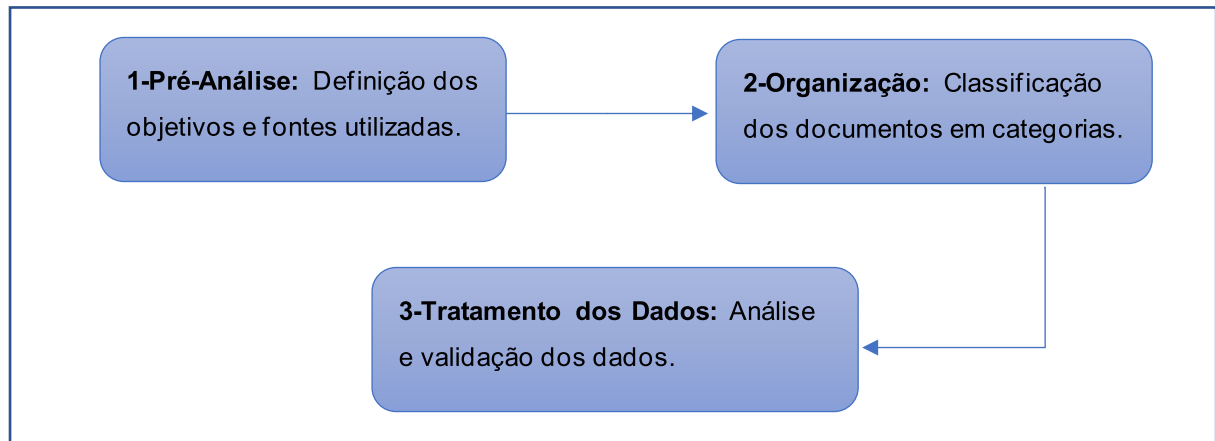 1-Pré-Análise: Definição dos
objetivos e fontes utilizadas.
2-Organização: Classificação
dos documentos em categorias.
3-Tratamento dos Dados: Análise
e validação dos dados.